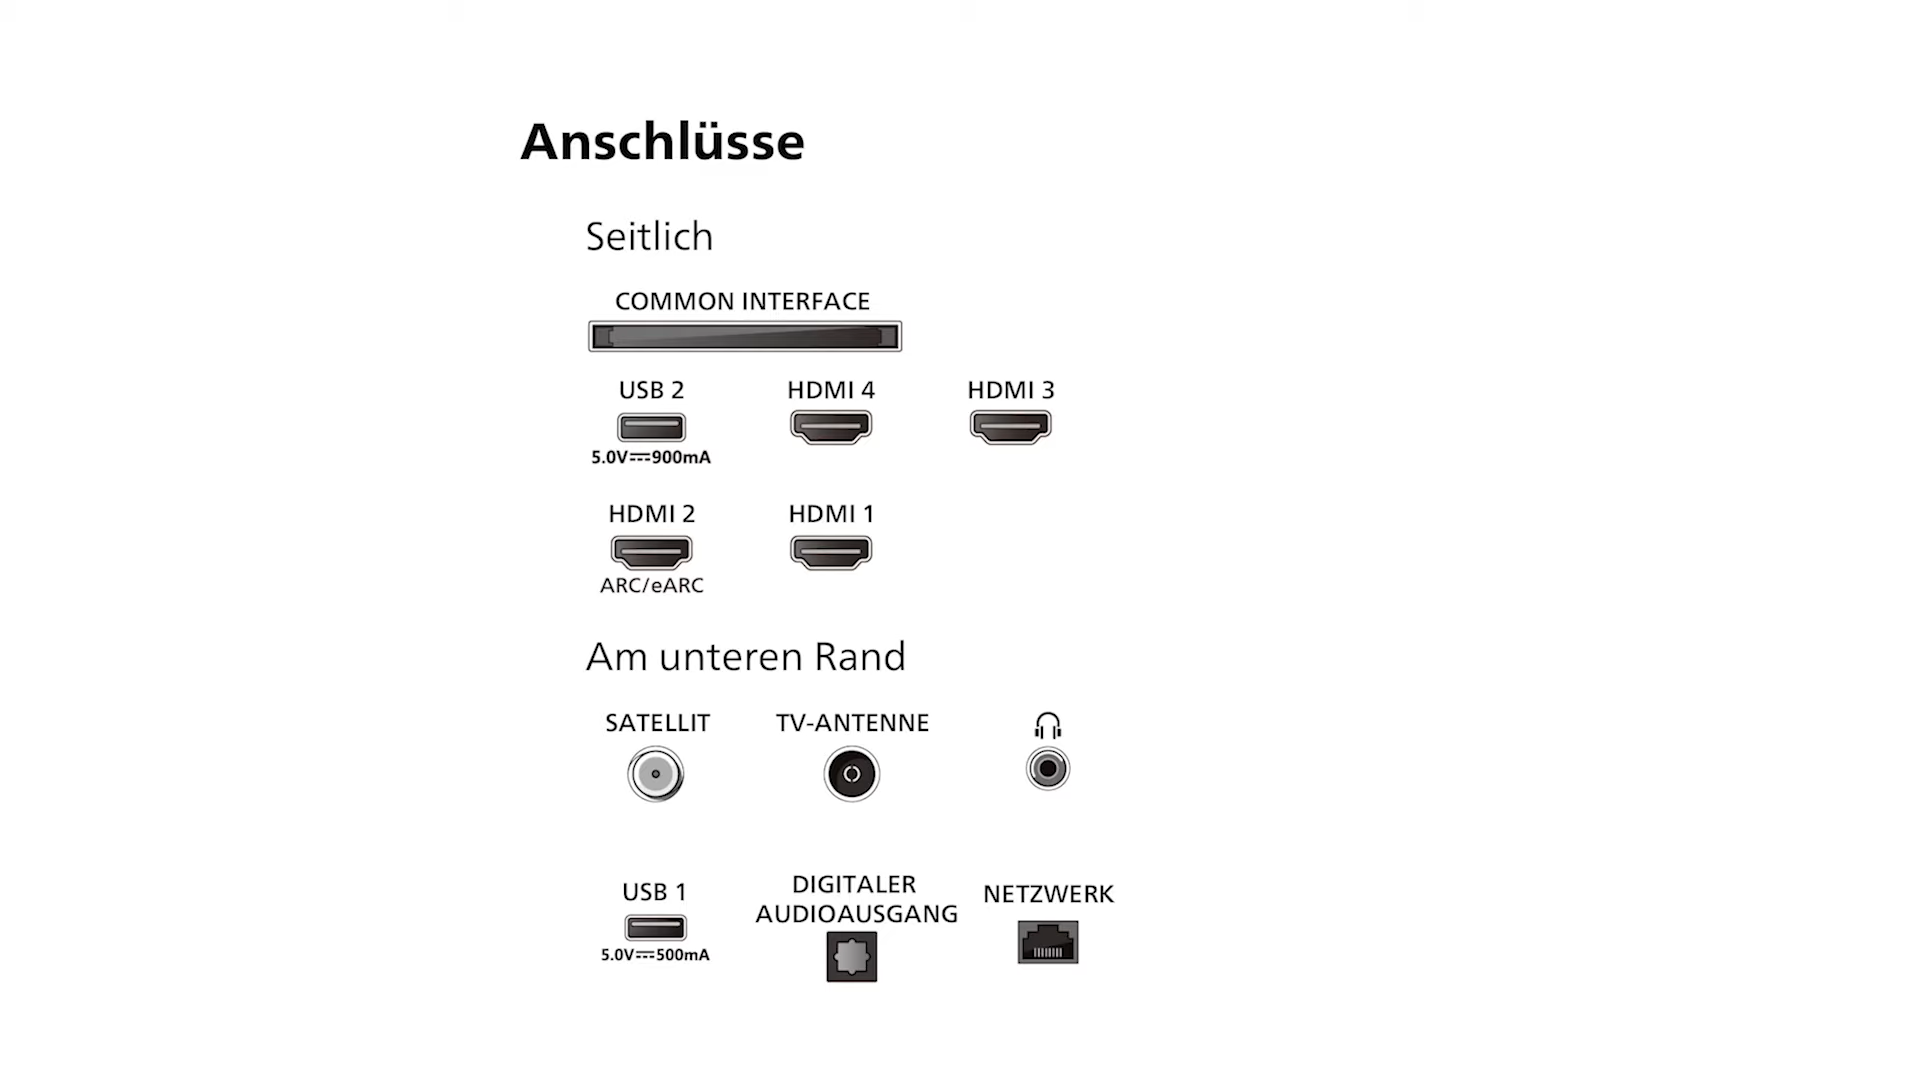 Anschlüsse
Seitlich
COMMON INTERFACE
USB 2
HDMI 4
HDMI 3
5.0V⎓900mA
HDMI 2
HDMI 1
ARC/eARC
Am unteren Rand
SATELLIT
TV-ANTENNE
USB 1
5.0V⎓500mA
DIGITALER
AUDIOAUSGANG
NETZWERK